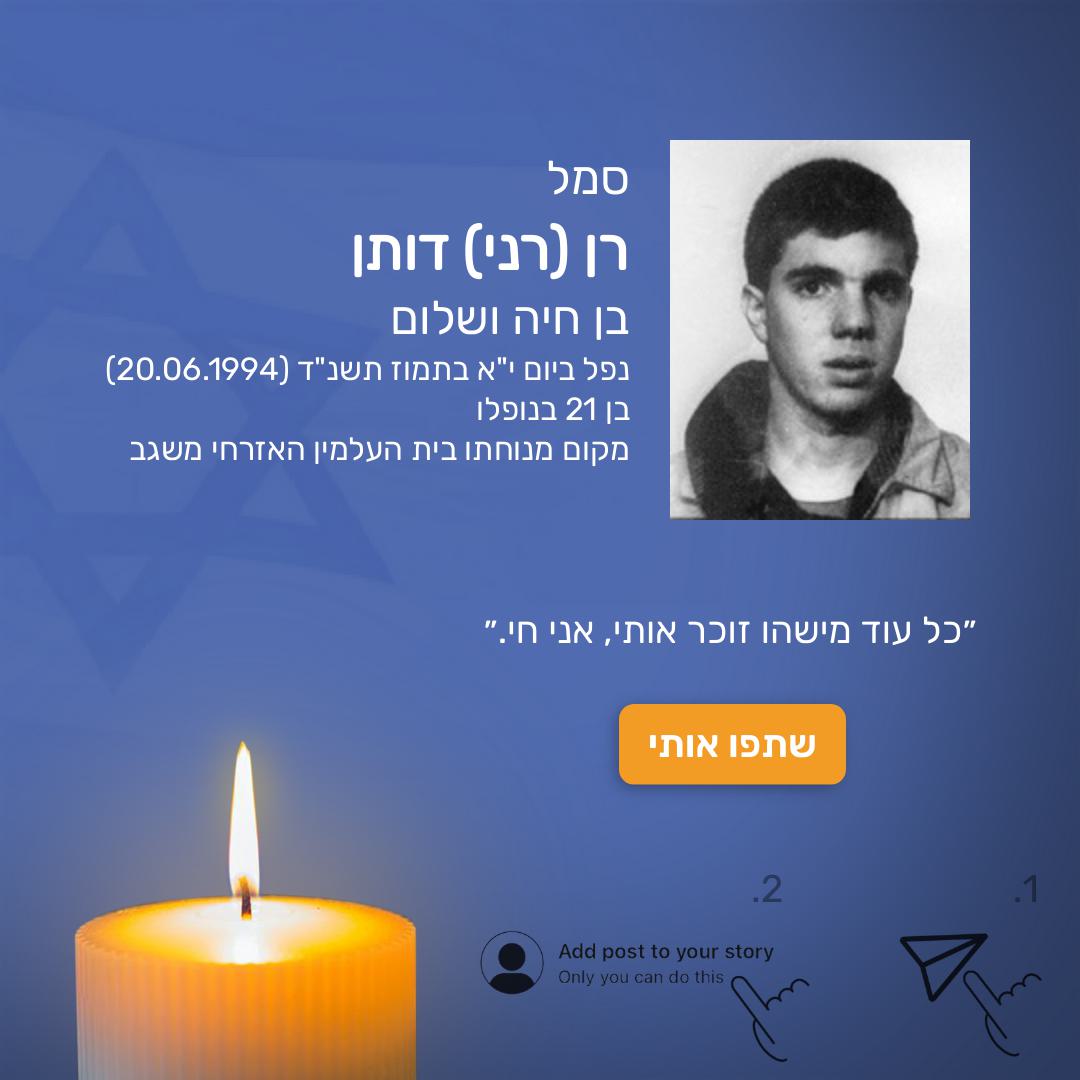 סמל
רן (רני) דותן
בן חיה ושלום
נפל ביום י"א בתמוז תשנ"ד (20.06.1994)
בן 21 בנופלו
מקום מנוחתו בית העלמין האזרחי משגב
״כל עוד מישהו זוכר אותי, אני חי.״
שתפו אותי
1.
2.
Add post to your story
Only you can do this